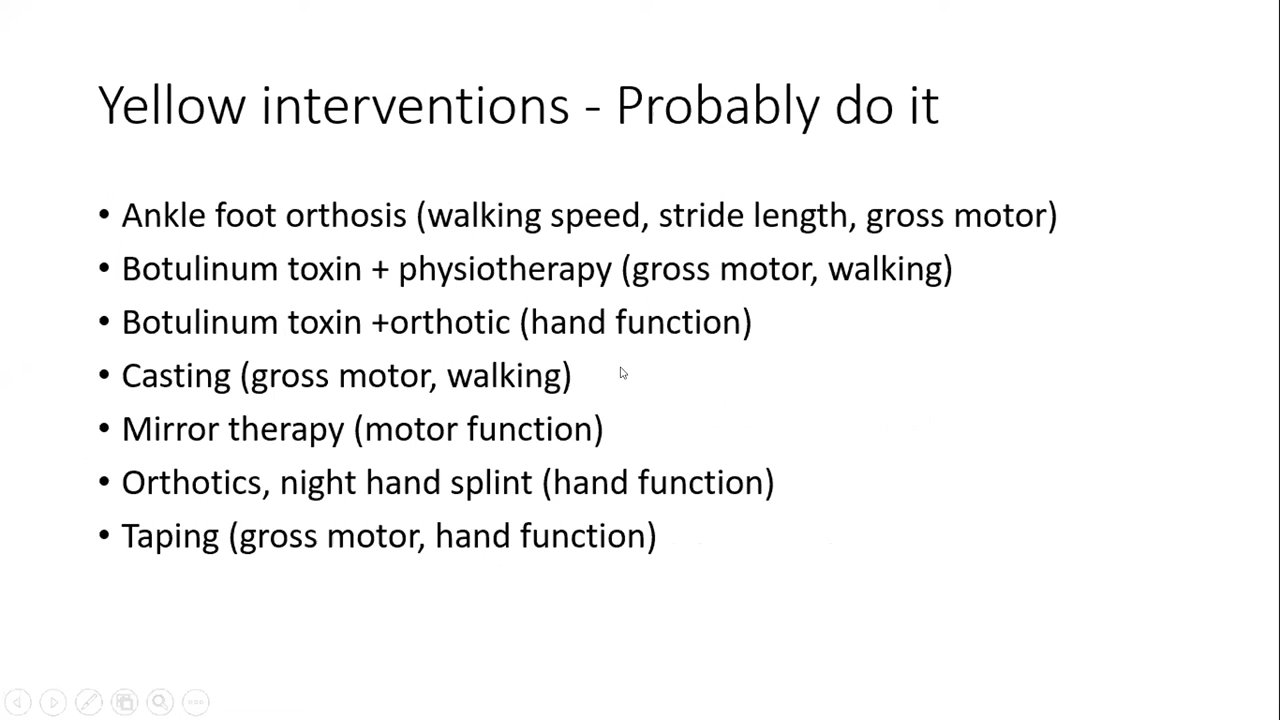 Yellow interventions - Probably do it
• Ankle foot orthosis (walking speed, stride length, gross motor)
• Botulinum toxin + physiotherapy (gross motor, walking)
• Botulinum toxin +orthotic (hand function)
• Casting (gross motor, walking)
• Mirror therapy (motor function)
• Orthotics, night hand splint (hand function)
• Taping (gross motor, hand function)